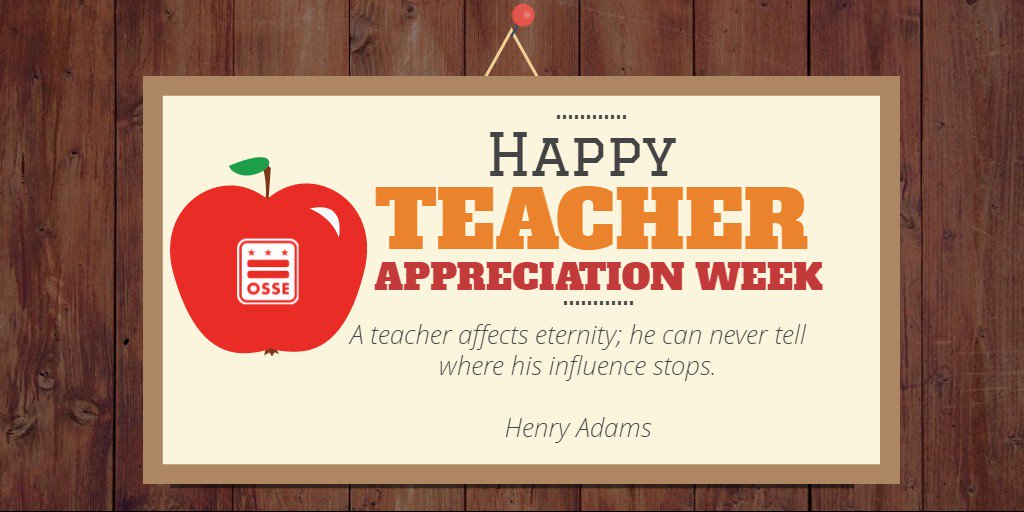 Happy
TEACHER
APPRECIATION WEEK
A teacher affects eternity; he can never tell
where his influence stops.
Henry Adams
OSSE